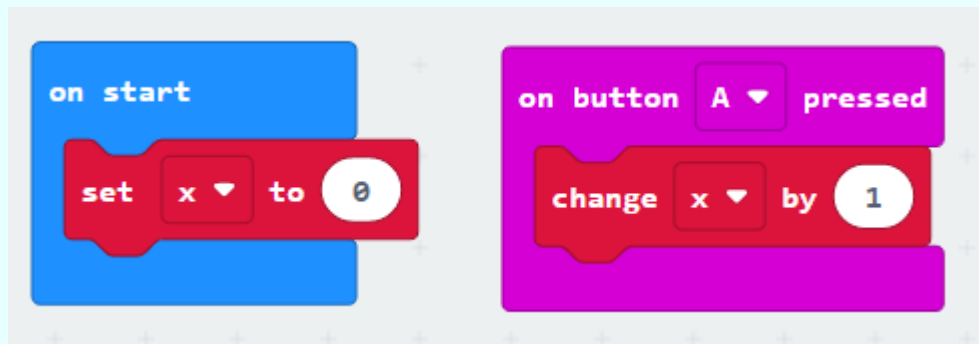 on start
set x to 0
on button A pressed
change x by 1